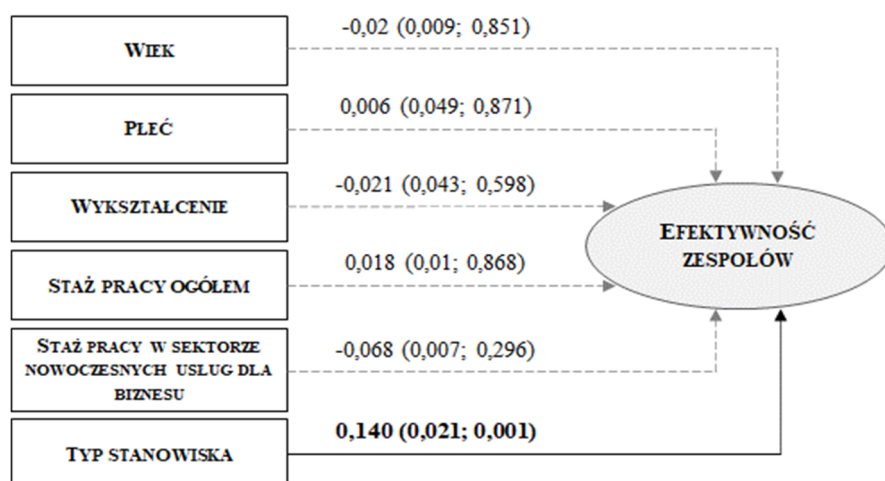 WIEK
-0,02 (0,009; 0,851)
PŁEĆ
0,006 (0,049; 0,871)
WYKSZTAŁCENIE
-0,021 (0,043; 0,598)
STAŻ PRACY OGÓŁEM
0,018 (0,01; 0,868)
STAŻ PRACY W SEKTORZE
NOWOCZESNYCH USŁUG DLA
BIZNESU
-0,068 (0,007; 0,296)
TYP STANOWISKA
0,140 (0,021; 0,001)
EFEKTYWNOŚĆ
ZESPOŁÓW